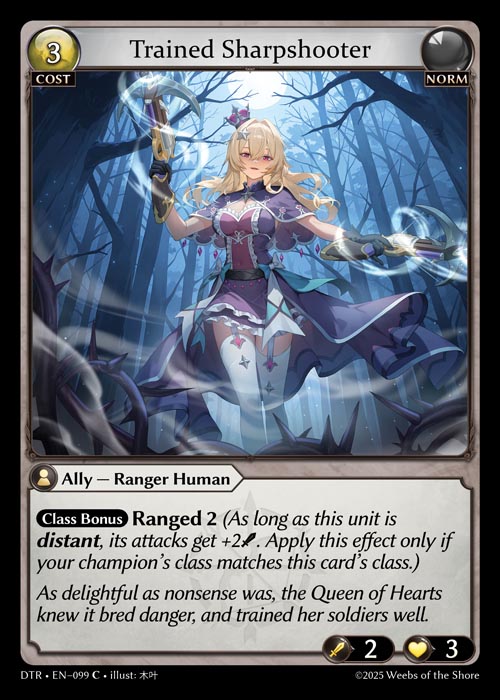 3
Trained Sharpshooter
COST
NORM
Ally — Ranger Human
Class Bonus Ranged 2 (As long as this unit is
distant, its attacks get +2. Apply this effect only if
your champion's class matches this card's class.)
As delightful as nonsense was, the Queen of Hearts
knew it bred danger, and trained her soldiers well.
2
3
DTR • EN–099 C • illust: 木叶
©2025 Weebs of the Shore